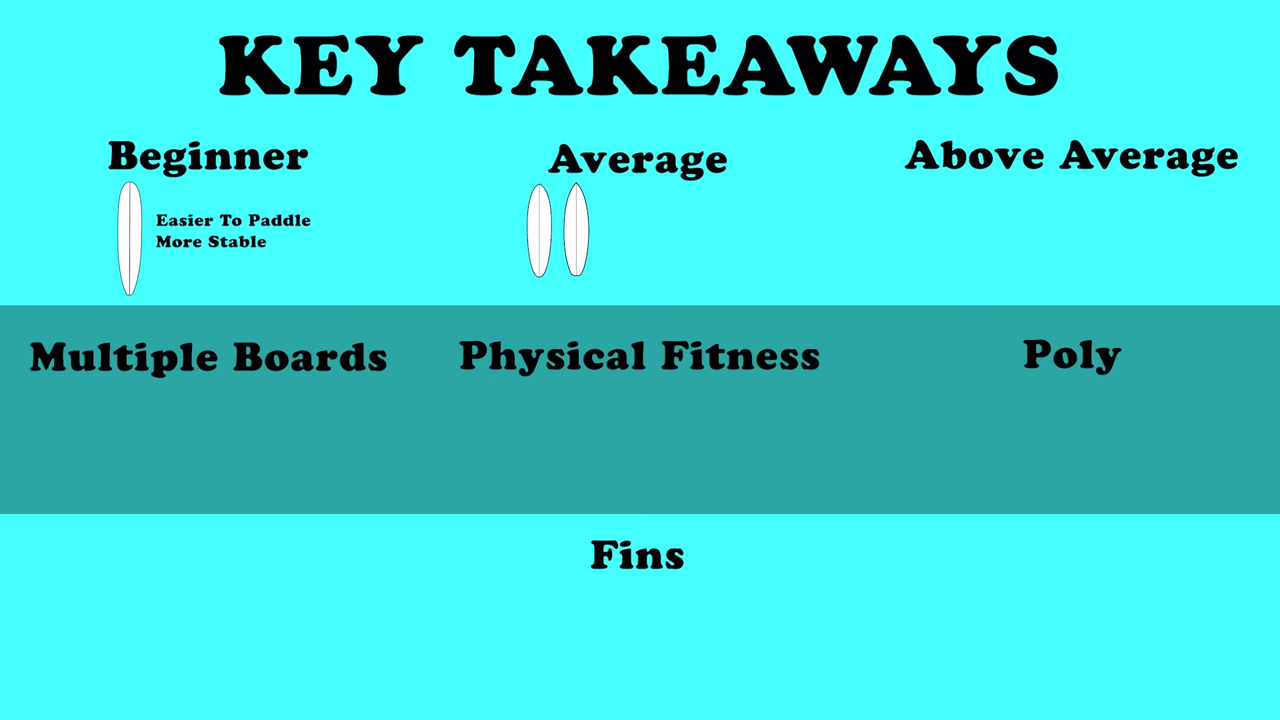 KEY TAKEAWAYS
Beginner
Average
Above Average
Easier To Paddle
More Stable
Multiple Boards
Physical Fitness
Poly
Fins